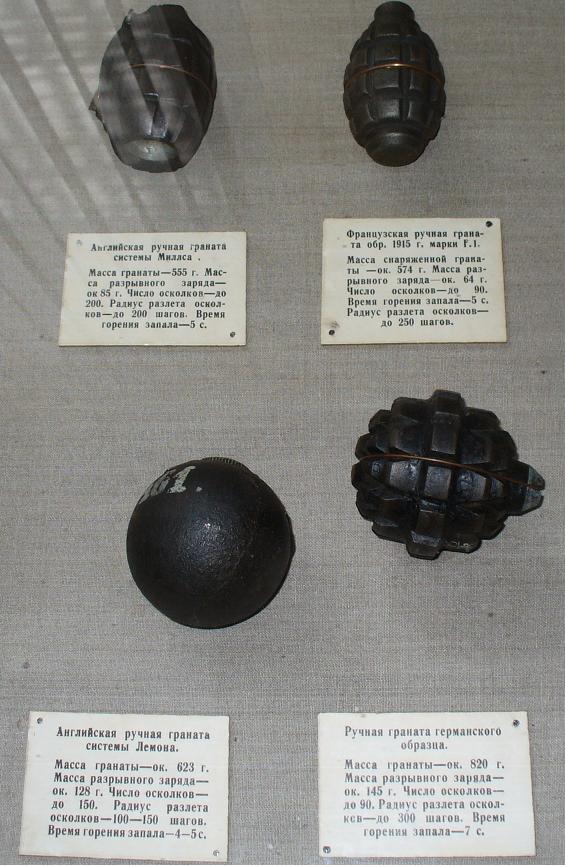 Английская ручная граната
системы Миллса.
Масса гранаты—555 г. Мас-
са разрывного заряда—
ок 85 г. Число осколков—до
200. Радиус разлета оскол-
ков—до 200 шагов. Время
горения запала—5 с.
Французская ручная грана-
та обр. 1915 г. марки F.1.
Масса снаряженной грана-
ты —ок. 574 г. Масса раз-
рывного заряда— ок. 64 г.
Число осколков—до 90.
Время горения запала—5 с.
Радиус разлета осколков—
до 250 шагов.
Английская ручная граната
системы Лемона.
Масса гранаты—ок. 623 г.
Масса разрывного заряда—
ок. 128 г. Число осколков—
до 150. Радиус разлета
осколков—100—150 шагов.
Время горения запала—4—5с.
Ручная граната германского
образца.
Масса гранаты—ок. 820 г.
Масса разрывного заряда—
ок. 145 г. Число осколков—
до 90. Радиус разлета оскол-
ков—до 300 шагов. Время
горения запала—7 с.